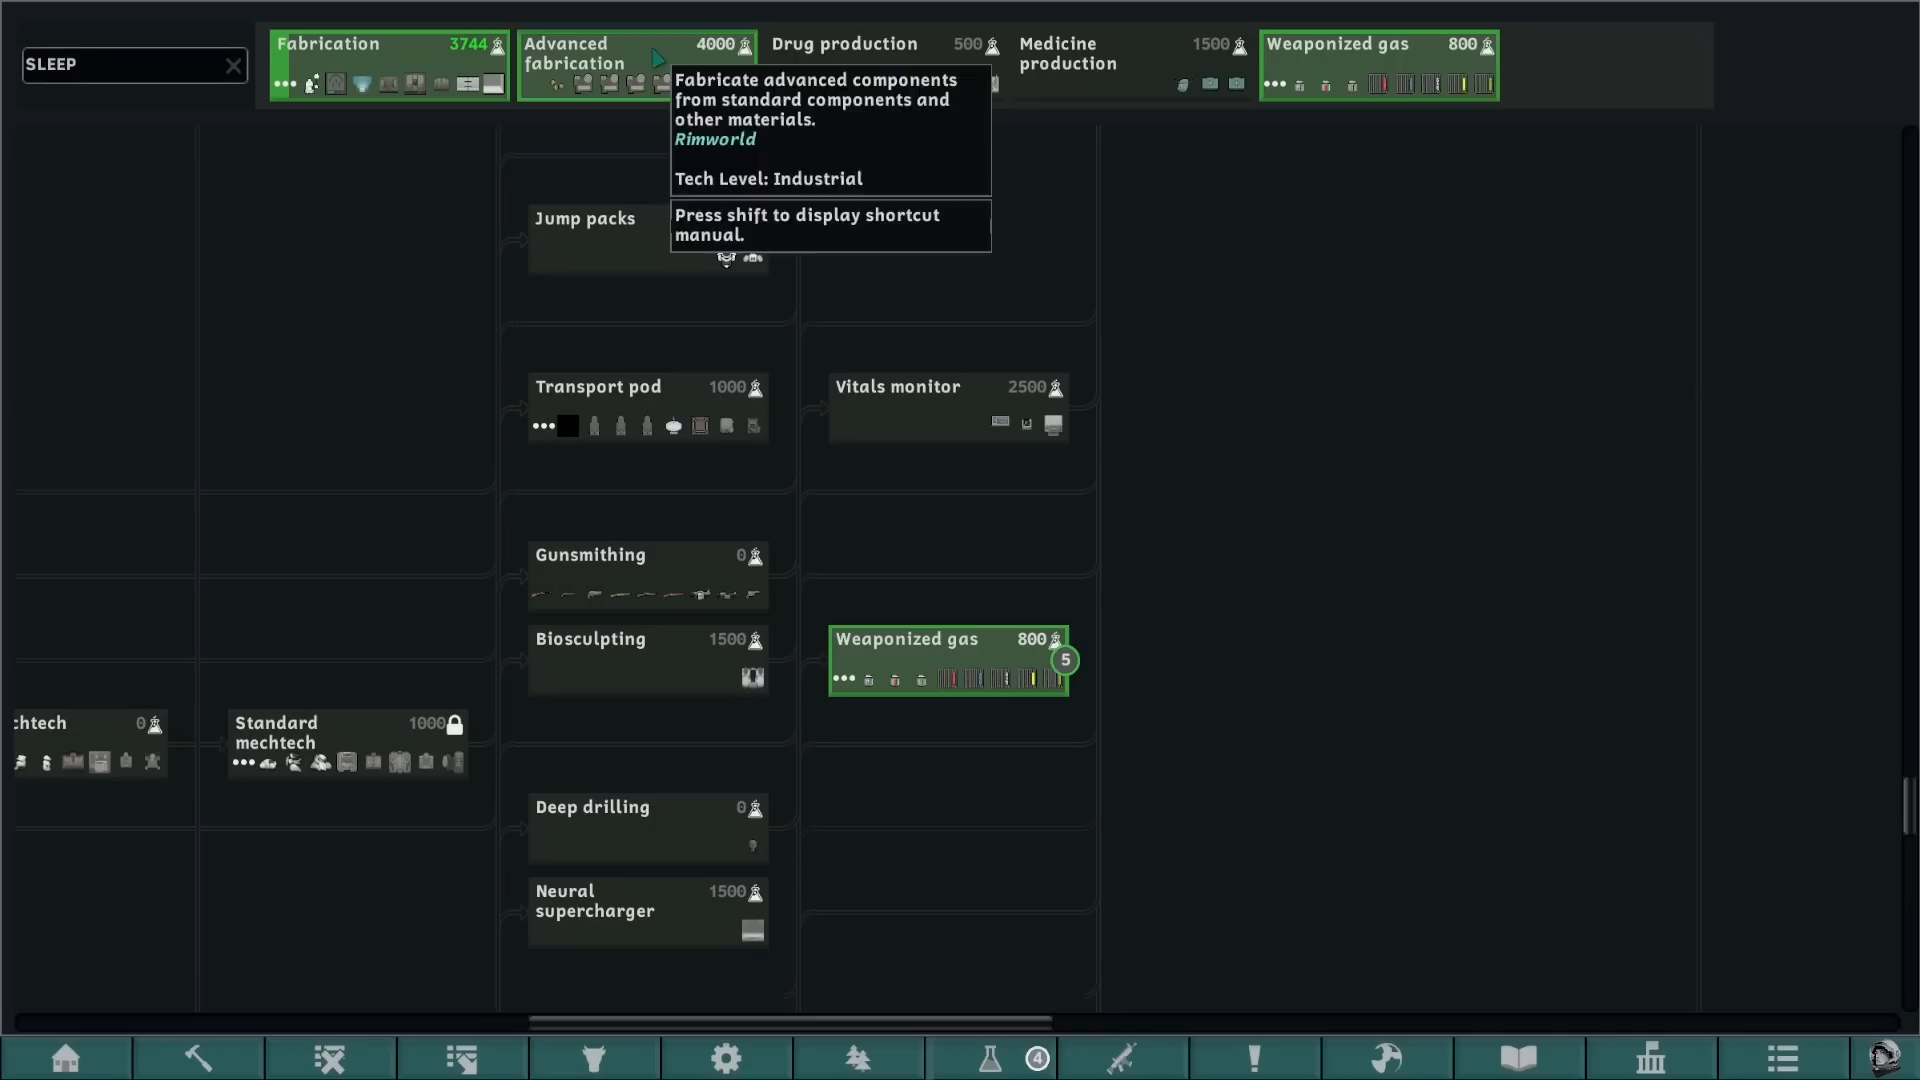 SLEEP
Fabrication 3744
Advanced fabrication 4000
Drug production 500
Medicine production 1500
Weaponized gas 800
Fabricate advanced components
from standard components and
other materials.
Rimworld
Tech Level: Industrial
Press shift to display shortcut
manual.
Jump packs
Transport pod 1000
Vitals monitor 2500
Gunsmithing 0
Biosculpting 1500
Weaponized gas 800
5
chtech 0
Standard mechtech 1000
Deep drilling 0
Neural supercharger 1500
4